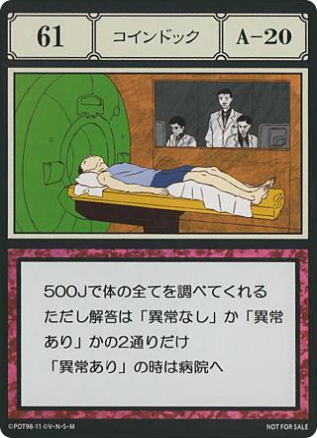 61
コインドック
A-20
500Jで体の全てを調べてくれる
ただし解答は「異常なし」か「異常
あり」かの2通りだけ
「異常あり」の時は病院へ
©POT98-11 ©V・N・S・M
NOT FOR SALE